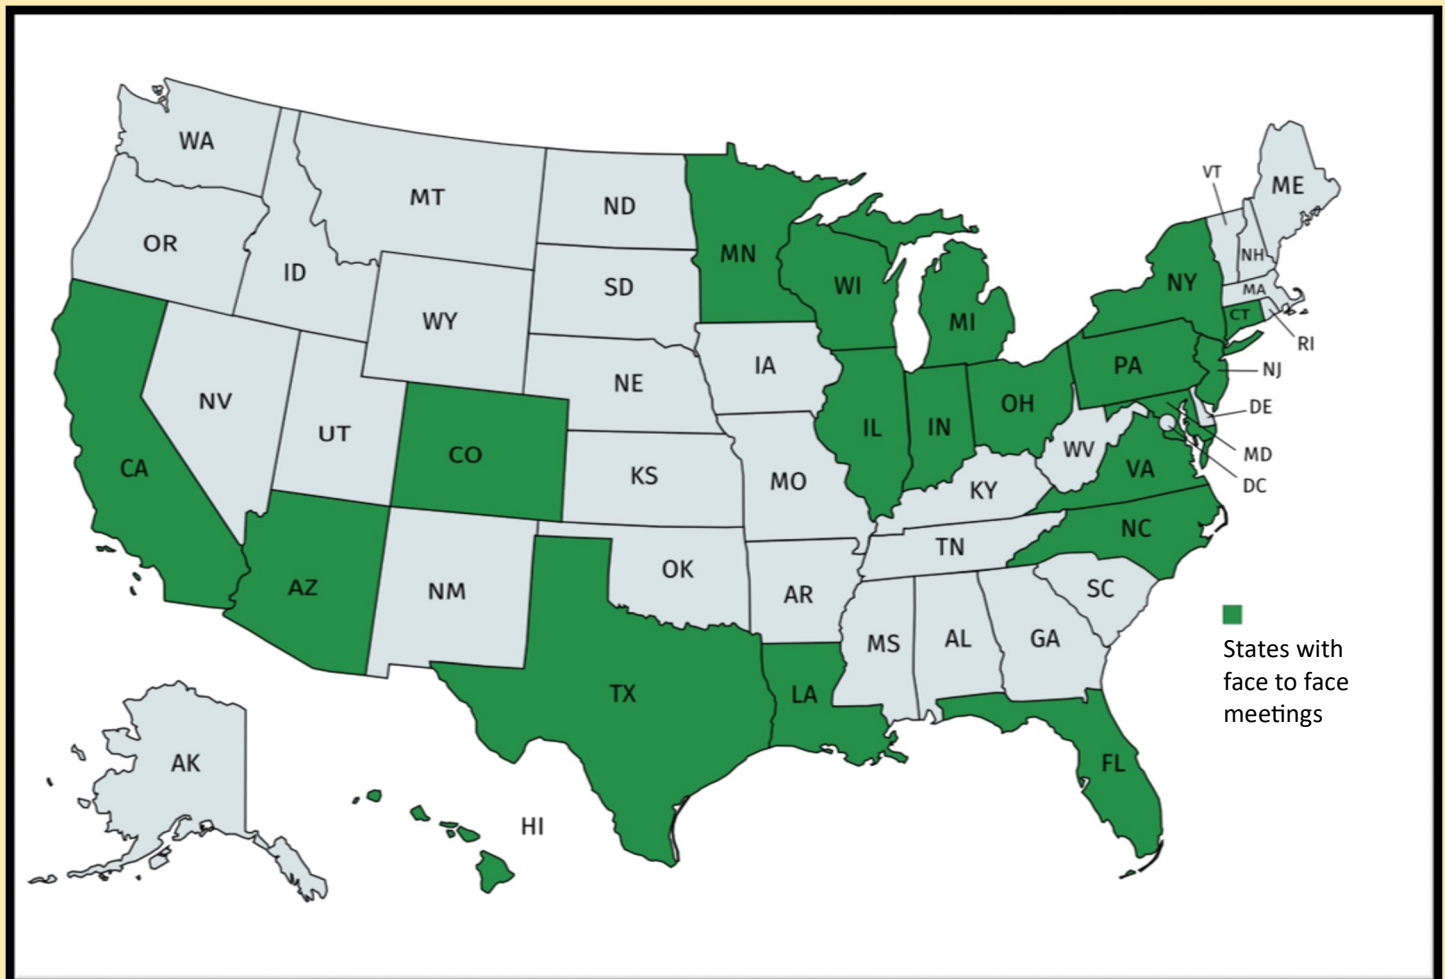 WA
MT
ND
MN
VT
ME
OR
ID
SD
WI
NY
NH
MA
WY
MI
CT
RI
IA
PA
NJ
NE
NV
UT
CO
IL
IN
OH
DE
WV
MD
CA
KS
MO
KY
VA
DC
NC
TN
AZ
NM
OK
AR
SC
MS
AL
GA
States with
face to face
meetings
TX
LA
AK
FL
HI